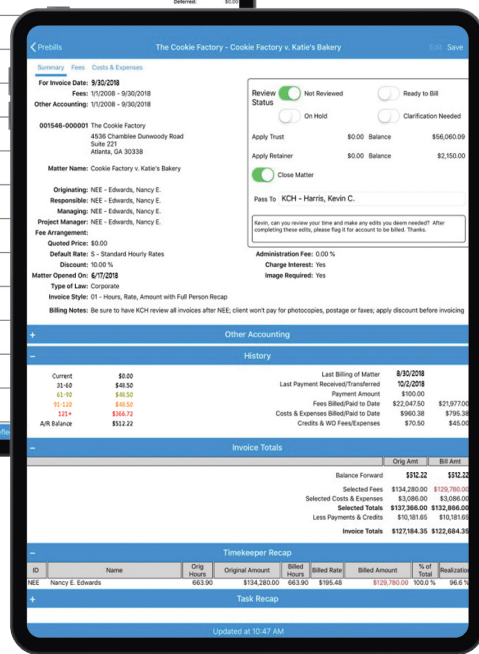 Deferred: $0.00
Prebills The Cookie Factory - Cookie Factory v. Katie's Bakery Edit Save
Summary Fees Costs & Expenses
For Invoice Date: 9/30/2018
Fees: 1/1/2008 - 9/30/2018
Other Accounting: 1/1/2008 - 9/30/2018
001546-000001 The Cookie Factory
4536 Chamblee Dunwoody Road
Suite 221
Atlanta, GA 30338
Matter Name: Cookie Factory v. Katie's Bakery
Originating: NEE - Edwards, Nancy E.
Responsible: NEE - Edwards, Nancy E.
Managing: NEE - Edwards, Nancy E.
Project Manager: NEE - Edwards, Nancy E.
Fee Arrangement:
Quoted Price: $0.00
Default Rate: S - Standard Hourly Rates
Discount: 10.00 %
Matter Opened On: 6/17/2018
Type of Law: Corporate
Invoice Style: 01 - Hours, Rate, Amount with Full Person Recap
Billing Notes: Be sure to have KCH review all invoices after NEE; client won't pay for photocopies, postage or faxes; apply discount before invoicing
Review Status Not Reviewed Ready to Bill
On Hold Clarification Needed
Apply Trust $0.00 Balance $56,060.09
Apply Retainer $0.00 Balance $2,150.00
Close Matter
Pass To KCH - Harris, Kevin C.
Kevin, can you review your time and make any edits you deem needed? After
completing these edits, please flag it for account to be billed. Thanks.
Administration Fee: 0.00 %
Charge Interest: Yes
Image Required: Yes
+ Other Accounting
− History
Current $0.00
31-60 $48.50
61-90 $48.50
91-120 $48.50
121+ $366.72
A/R Balance $512.22
Last Billing of Matter 8/30/2018
Last Payment Received/Transferred 10/2/2018
Payment Amount $100.00
Fees Billed/Paid to Date $22,047.50 $21,977.00
Costs & Expenses Billed/Paid to Date $960.38 $795.38
Credits & WO Fees/Expenses $70.50 $45.00
− Invoice Totals
Orig Amt Bill Amt
Balance Forward $512.22 $512.22
Selected Fees $134,280.00 $129,780.00
Selected Costs & Expenses $3,086.00 $3,086.00
Selected Totals $137,366.00 $132,866.00
Less Payments & Credits $10,181.65 $10,181.65
Invoice Totals $127,184.35 $122,684.35
− Timekeeper Recap
ID Name Orig Hours Original Amount Billed Hours Billed Rate Billed Amount % of Total Realization
NEE Nancy E. Edwards 663.90 $134,280.00 663.90 $195.48 $129,780.00 100.0 % 96.6 %
+ Task Recap
Updated at 10:47 AM